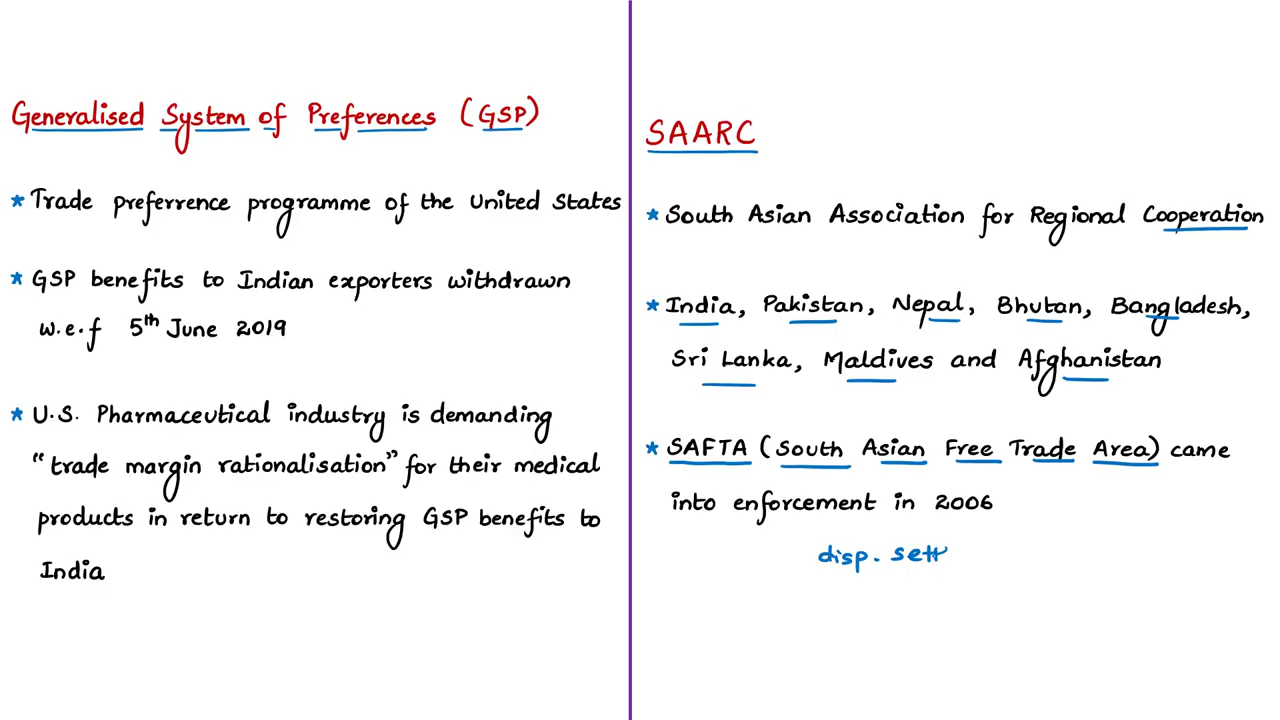 Generalised System of Preferences (GSP)
* Trade preferrence programme of the United States
* GSP benefits to Indian exporters withdrawn
w.e.f 5th June 2019
* U.S. Pharmaceutical industry is demanding
"trade margin rationalisation" for their medical
products in return to restoring GSP benefits to
India
SAARC
* South Asian Association for Regional Cooperation
* India, Pakistan, Nepal, Bhutan, Bangladesh,
Sri Lanka, Maldives and Afghanistan
* SAFTA (South Asian Free Trade Area) came
into enforcement in 2006
disp. sett